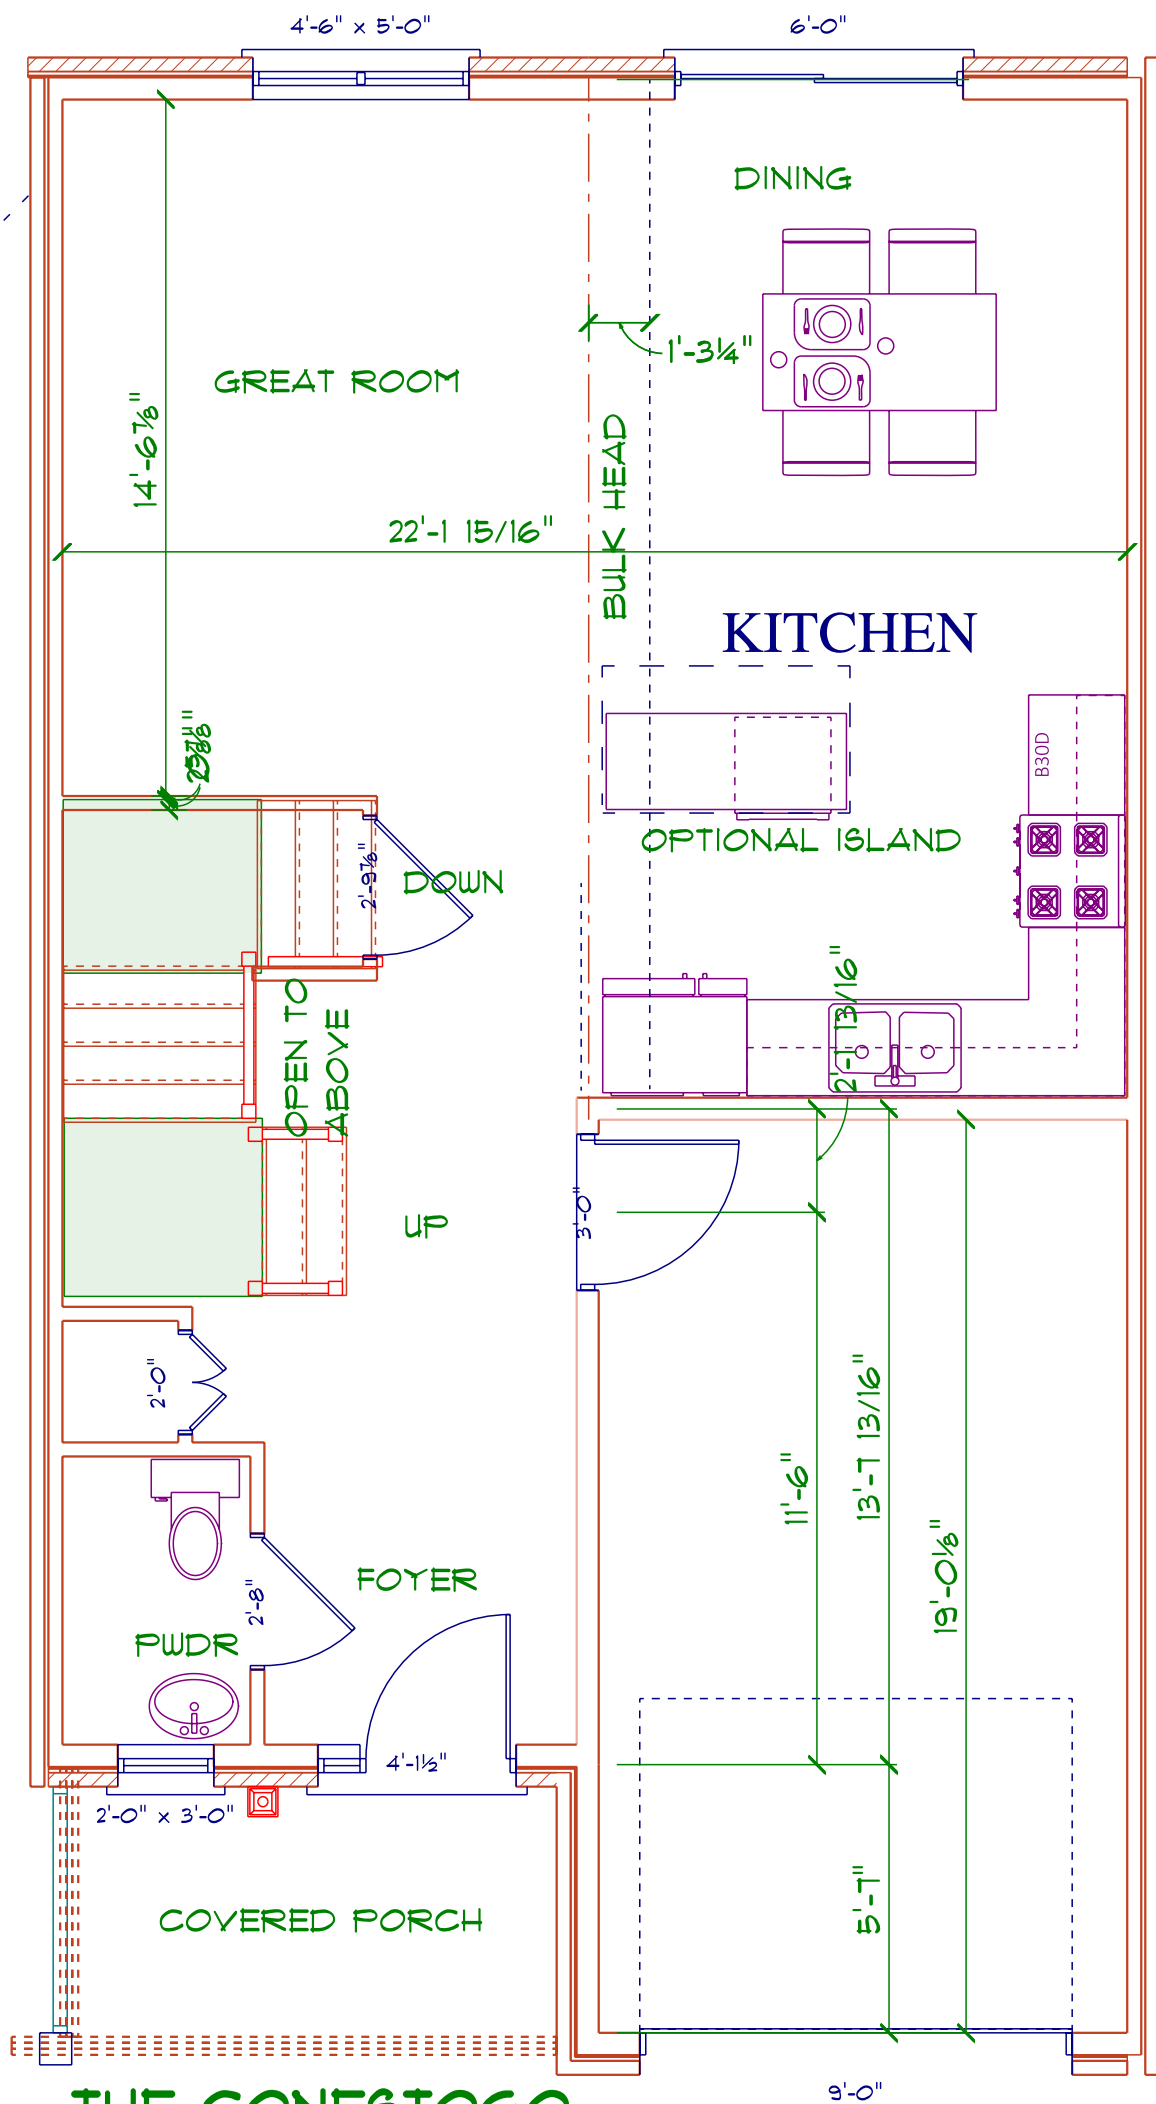 4'-6" x 5'-0"
6'-0"
DINING
1'-3¼"
GREAT ROOM
14'-6⅞"
BULK HEAD
22'-1 15/16"
KITCHEN
B30D
OPTIONAL ISLAND
2'-9⅞"
DOWN
OPEN TO
ABOVE
2'-1 13/16"
UP
3'-0"
2'-0"
11'-6"
13'-7 13/16"
19'-0⅛"
FOYER
2'-8"
PWDR
4'-1½"
2'-0" x 3'-0"
5'-7"
COVERED PORCH
9'-0"